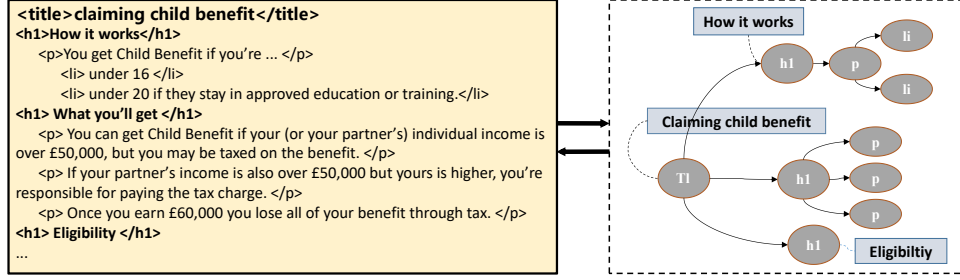 <title>claiming child benefit</title>
<h1>How it works</h1>
<p>You get Child Benefit if you’re ... </p>
<li> under 16 </li>
<li> under 20 if they stay in approved education or training.</li>
<h1> What you’ll get </h1>
<p> You can get Child Benefit if your (or your partner’s) individual income is
over £50,000, but you may be taxed on the benefit. </p>
<p> If your partner’s income is also over £50,000 but yours is higher, you’re
responsible for paying the tax charge. </p>
<p> Once you earn £60,000 you lose all of your benefit through tax. </p>
<h1> Eligibility </h1>
...
How it works
li
h1
p
li
Claiming child benefit
p
Tl
h1
p
p
h1
Eligibiltiy